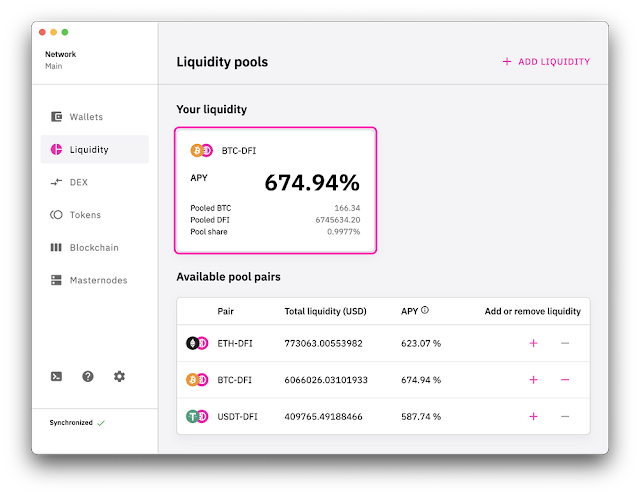 Network
Main
Wallets
Liquidity
DEX
Tokens
Blockchain
Masternodes
Synchronized
Liquidity pools
+ ADD LIQUIDITY
Your liquidity
BTC-DFI
APY 674.94%
Pooled BTC 166.34
Pooled DFI 6745634.20
Pool share 0.9977%
Available pool pairs
Pair Total liquidity (USD) APY Add or remove liquidity
ETH-DFI 773063.00553982 623.07 % + −
BTC-DFI 6066026.03101933 674.94 % + −
USDT-DFI 409765.49188466 587.74 % + −